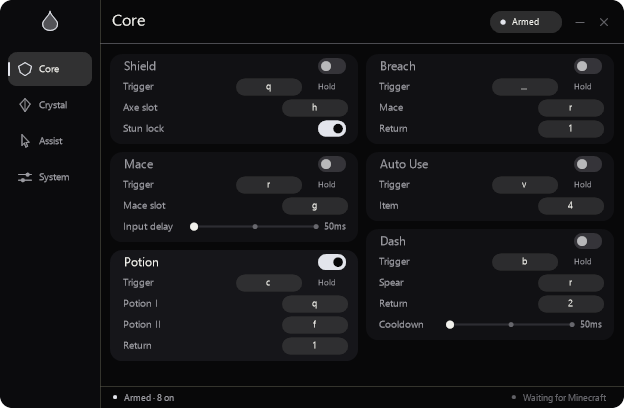 Core
Armed
Core
Crystal
Assist
System
Shield
Trigger q Hold
Axe slot h
Stun lock
Mace
Trigger r Hold
Mace slot g
Input delay 50ms
Potion
Trigger c Hold
Potion I q
Potion II f
Return 1
Breach
Trigger ... Hold
Mace r
Return 1
Auto Use
Trigger v Hold
Item 4
Dash
Trigger b Hold
Spear r
Return 2
Cooldown 50ms
Armed · 8 on
Waiting for Minecraft